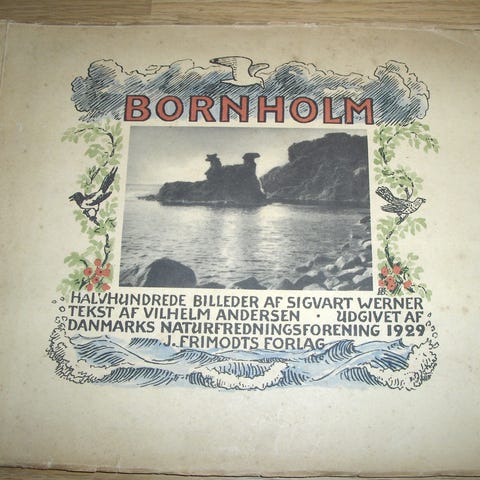 BORNHOLM
HALVHUNDREDE BILLEDER AF SIGVART WERNER
TEKST AF VILHELM ANDERSEN · UDGIVET AF
DANMARKS NATURFREDNINGSFORENING 1929
J. FRIMODTS FORLAG